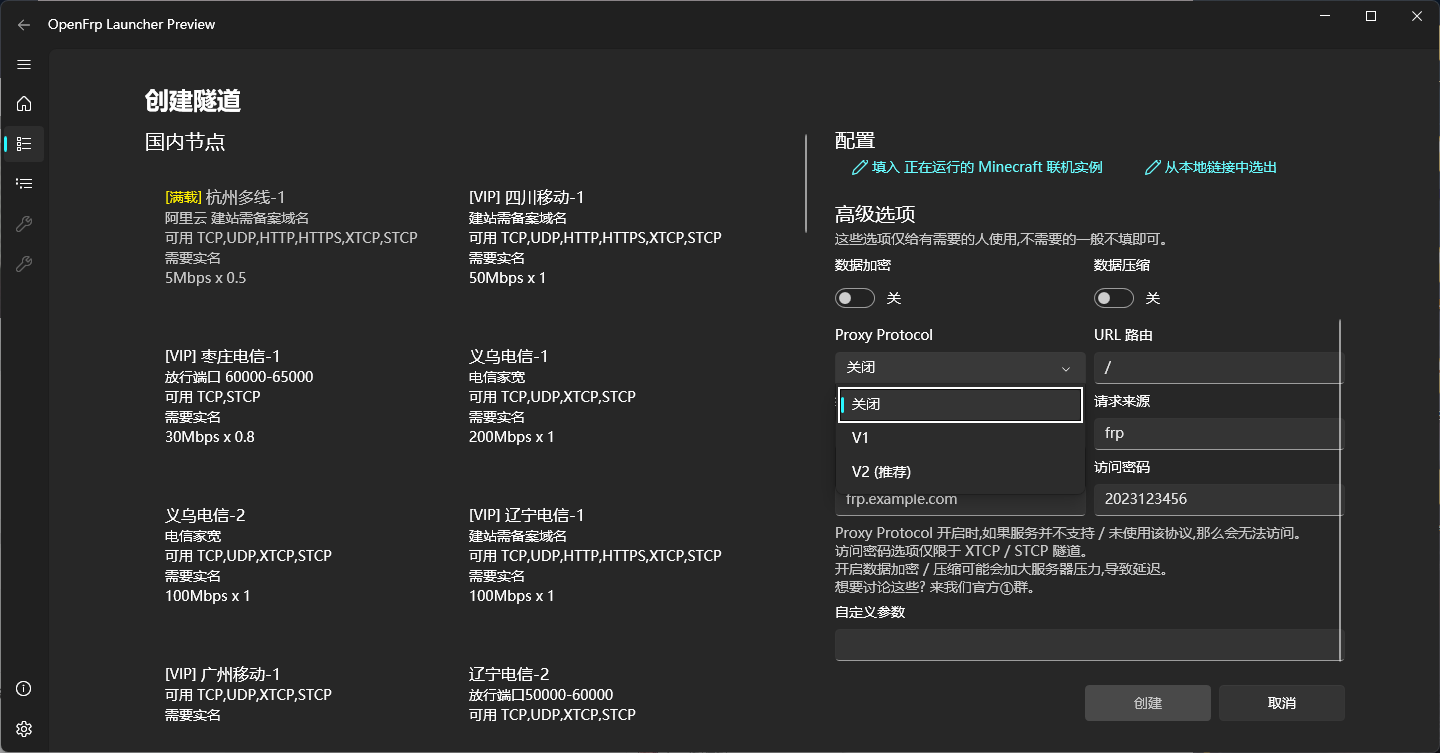 OpenFrp Launcher Preview
创建隧道
国内节点
[满载] 杭州多线-1
阿里云 建站需备案域名
可用 TCP,UDP,HTTP,HTTPS,XTCP,STCP
需要实名
5Mbps x 0.5
[VIP] 四川移动-1
建站需备案域名
可用 TCP,UDP,HTTP,HTTPS,XTCP,STCP
需要实名
50Mbps x 1
[VIP] 枣庄电信-1
放行端口 60000-65000
可用 TCP,STCP
需要实名
30Mbps x 0.8
义乌电信-1
电信家宽
可用 TCP,UDP,XTCP,STCP
需要实名
200Mbps x 1
义乌电信-2
电信家宽
可用 TCP,UDP,XTCP,STCP
需要实名
100Mbps x 1
[VIP] 辽宁电信-1
建站需备案域名
可用 TCP,UDP,HTTP,HTTPS,XTCP,STCP
需要实名
100Mbps x 1
[VIP] 广州移动-1
可用 TCP,UDP,XTCP,STCP
需要实名
辽宁电信-2
放行端口50000-60000
可用 TCP,UDP,XTCP,STCP
配置
填入 正在运行的 Minecraft 联机实例
从本地链接中选出
高级选项
这些选项仅给有需要的人使用,不需要的一般不填即可。
数据加密
数据压缩
关
关
Proxy Protocol
URL 路由
关闭
/
关闭
V1
V2 (推荐)
请求来源
frp
访问密码
frp.example.com
2023123456
Proxy Protocol 开启时,如果服务并不支持 / 未使用该协议,那么会无法访问。
访问密码选项仅限于 XTCP / STCP 隧道。
开启数据加密 / 压缩可能会加大服务器压力,导致延迟。
想要讨论这些? 来我们官方①群。
自定义参数
创建
取消